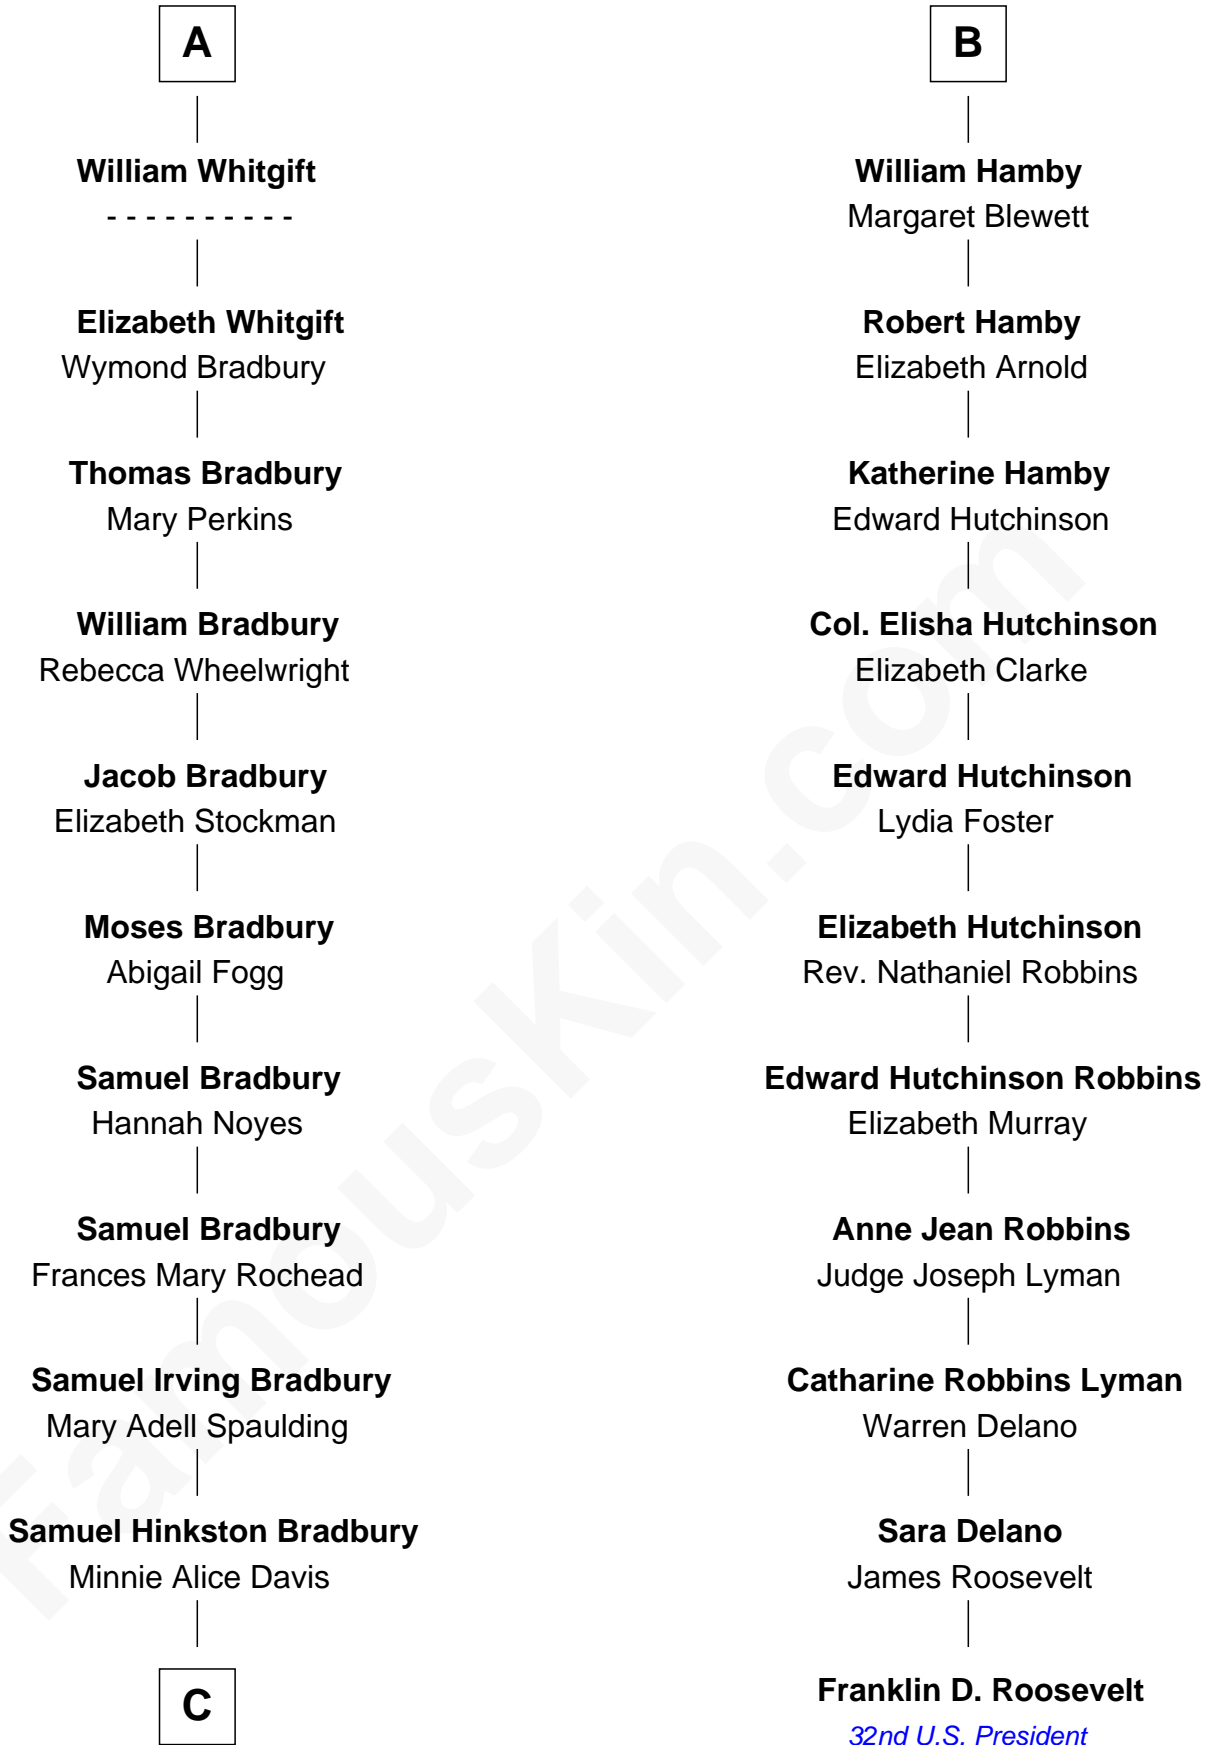 A
William Whitgift
- - - - - - - - - -
Elizabeth Whitgift
Wymond Bradbury
Thomas Bradbury
Mary Perkins
William Bradbury
Rebecca Wheelwright
Jacob Bradbury
Elizabeth Stockman
Moses Bradbury
Abigail Fogg
Samuel Bradbury
Hannah Noyes
Samuel Bradbury
Frances Mary Rochead
Samuel Irving Bradbury
Mary Adell Spaulding
Samuel Hinkston Bradbury
Minnie Alice Davis
C
B
William Hamby
Margaret Blewett
Robert Hamby
Elizabeth Arnold
Katherine Hamby
Edward Hutchinson
Col. Elisha Hutchinson
Elizabeth Clarke
Edward Hutchinson
Lydia Foster
Elizabeth Hutchinson
Rev. Nathaniel Robbins
Edward Hutchinson Robbins
Elizabeth Murray
Anne Jean Robbins
Judge Joseph Lyman
Catharine Robbins Lyman
Warren Delano
Sara Delano
James Roosevelt
Franklin D. Roosevelt
32nd U.S. President
FamousKin.com